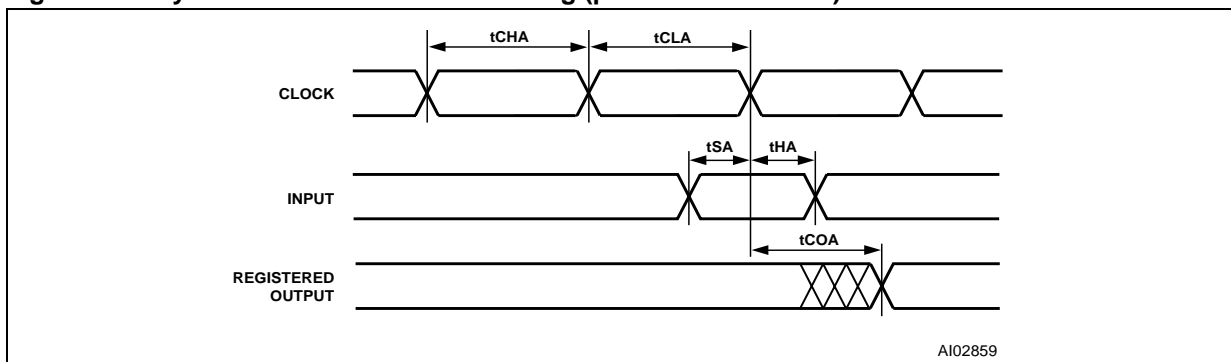 tCHA tCLA
CLOCK
tSA tHA
INPUT
tCOA
REGISTERED
OUTPUT
AI02859